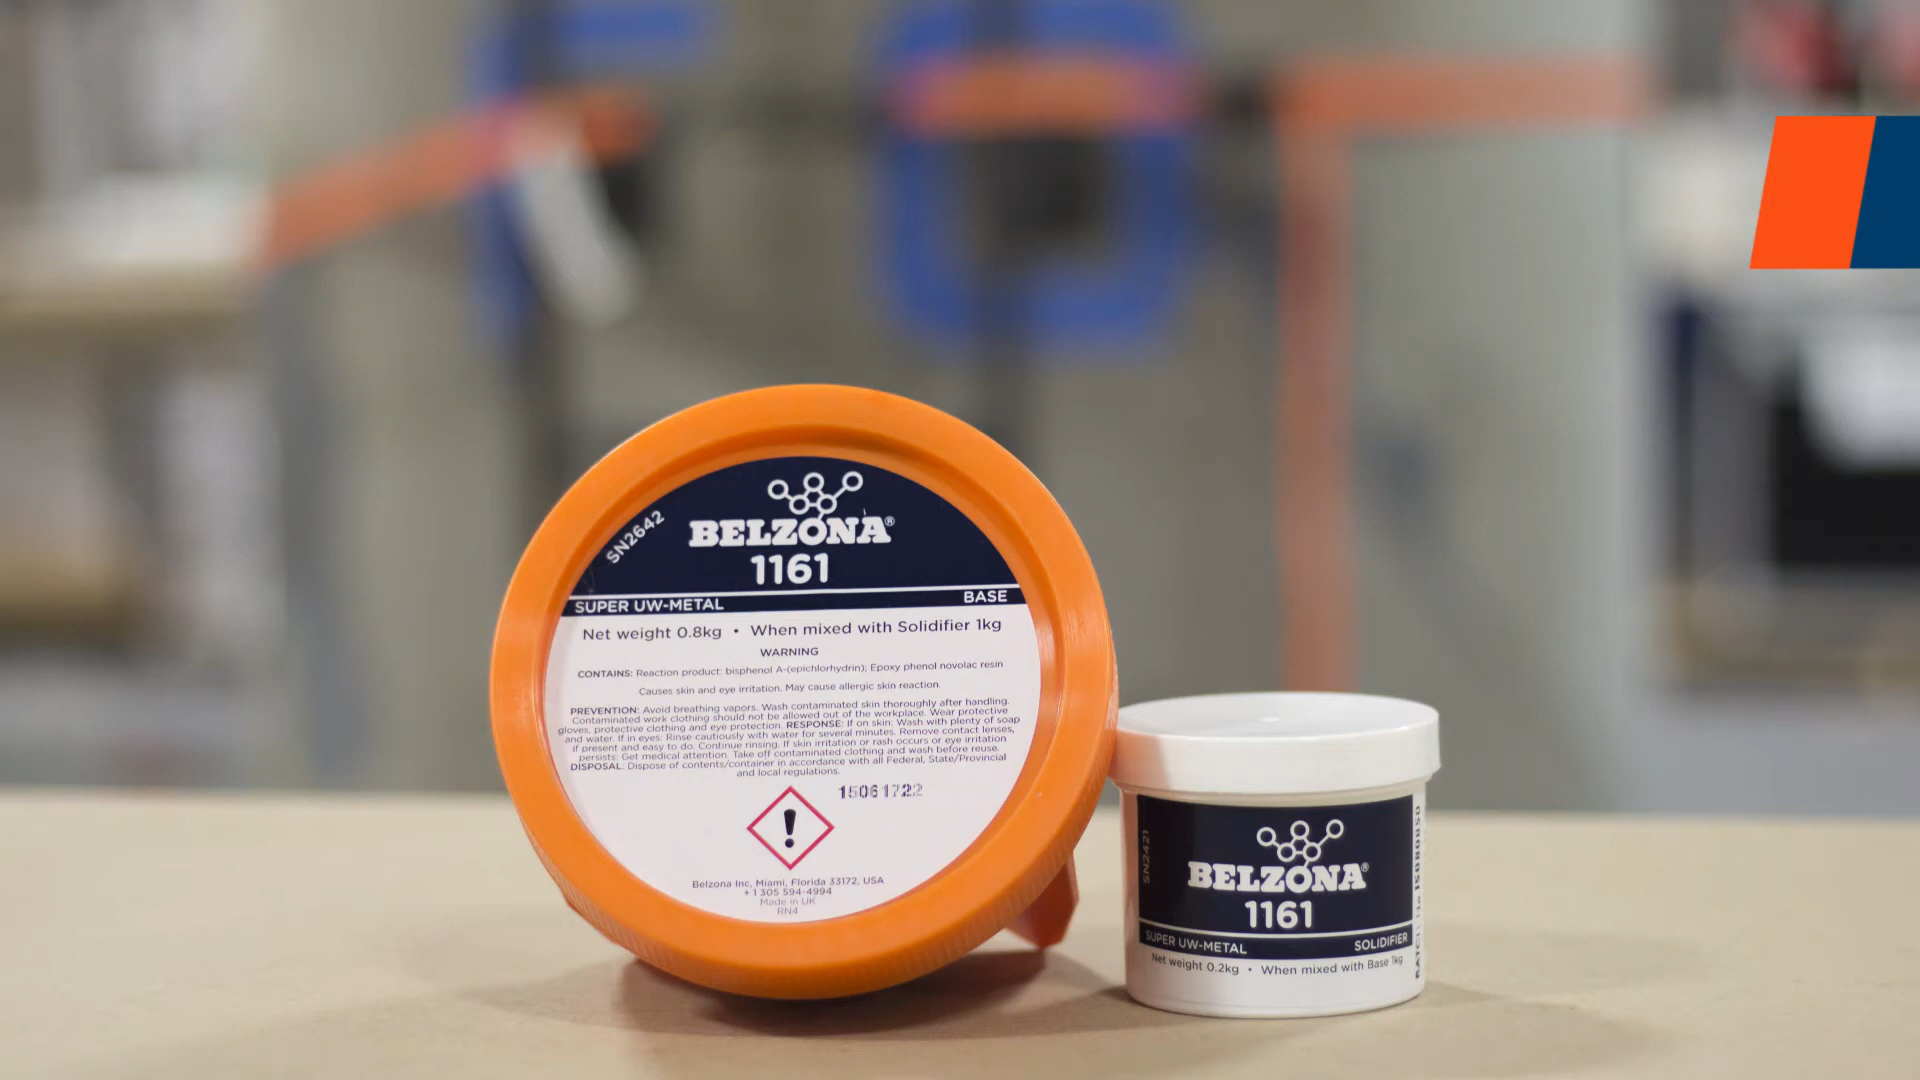 SN2642
BELZONA®
1161
SUPER UW-METAL BASE
Net weight 0.8kg • When mixed with Solidifier 1kg
WARNING
CONTAINS: Reaction product: bisphenol A-(epichlorhydrin); Epoxy phenol novolac resin
Causes skin and eye irritation. May cause allergic skin reaction.
PREVENTION: Avoid breathing vapors. Wash contaminated skin thoroughly after handling.
Contaminated work clothing should not be allowed out of the workplace. Wear protective
gloves, protective clothing and eye protection. RESPONSE: If on skin: Wash with plenty of soap
and water. If in eyes: Rinse cautiously with water for several minutes. Remove contact lenses,
if present and easy to do. Continue rinsing. If skin irritation or rash occurs or eye irritation
persists: Get medical attention. Take off contaminated clothing and wash before reuse.
DISPOSAL: Dispose of contents/container in accordance with all Federal, State/Provincial
and local regulations.
15061722
Belzona Inc, Miami, Florida 33172, USA
+ 1 305 594-4994
Made in UK
RN4
SN2421
BELZONA®
1161
SUPER UW-METAL SOLIDIFIER
Net weight 0.2kg • When mixed with Base 1kg